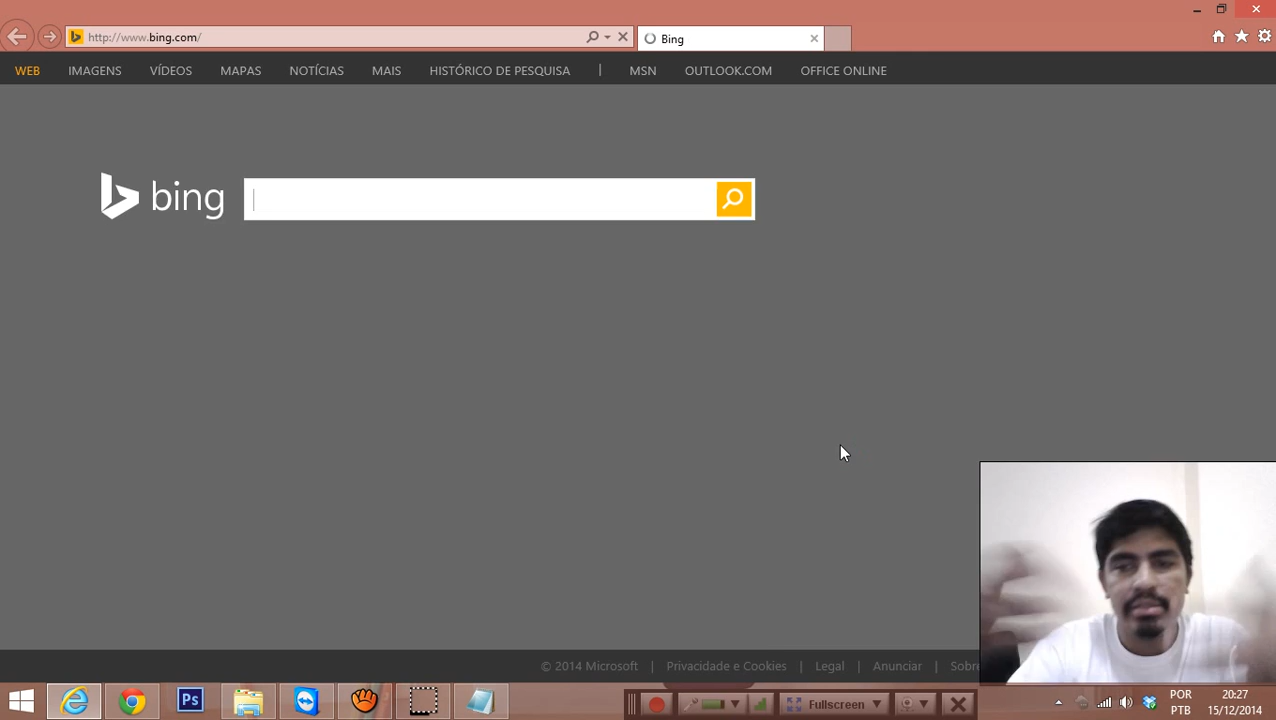 http://www.bing.com/
Bing
WEB IMAGENS VÍDEOS MAPAS NOTÍCIAS MAIS HISTÓRICO DE PESQUISA | MSN OUTLOOK.COM OFFICE ONLINE
bing
© 2014 Microsoft | Privacidade e Cookies | Legal | Anunciar | Sobre
Ps
Fullscreen
POR 20:27
PTB 15/12/2014